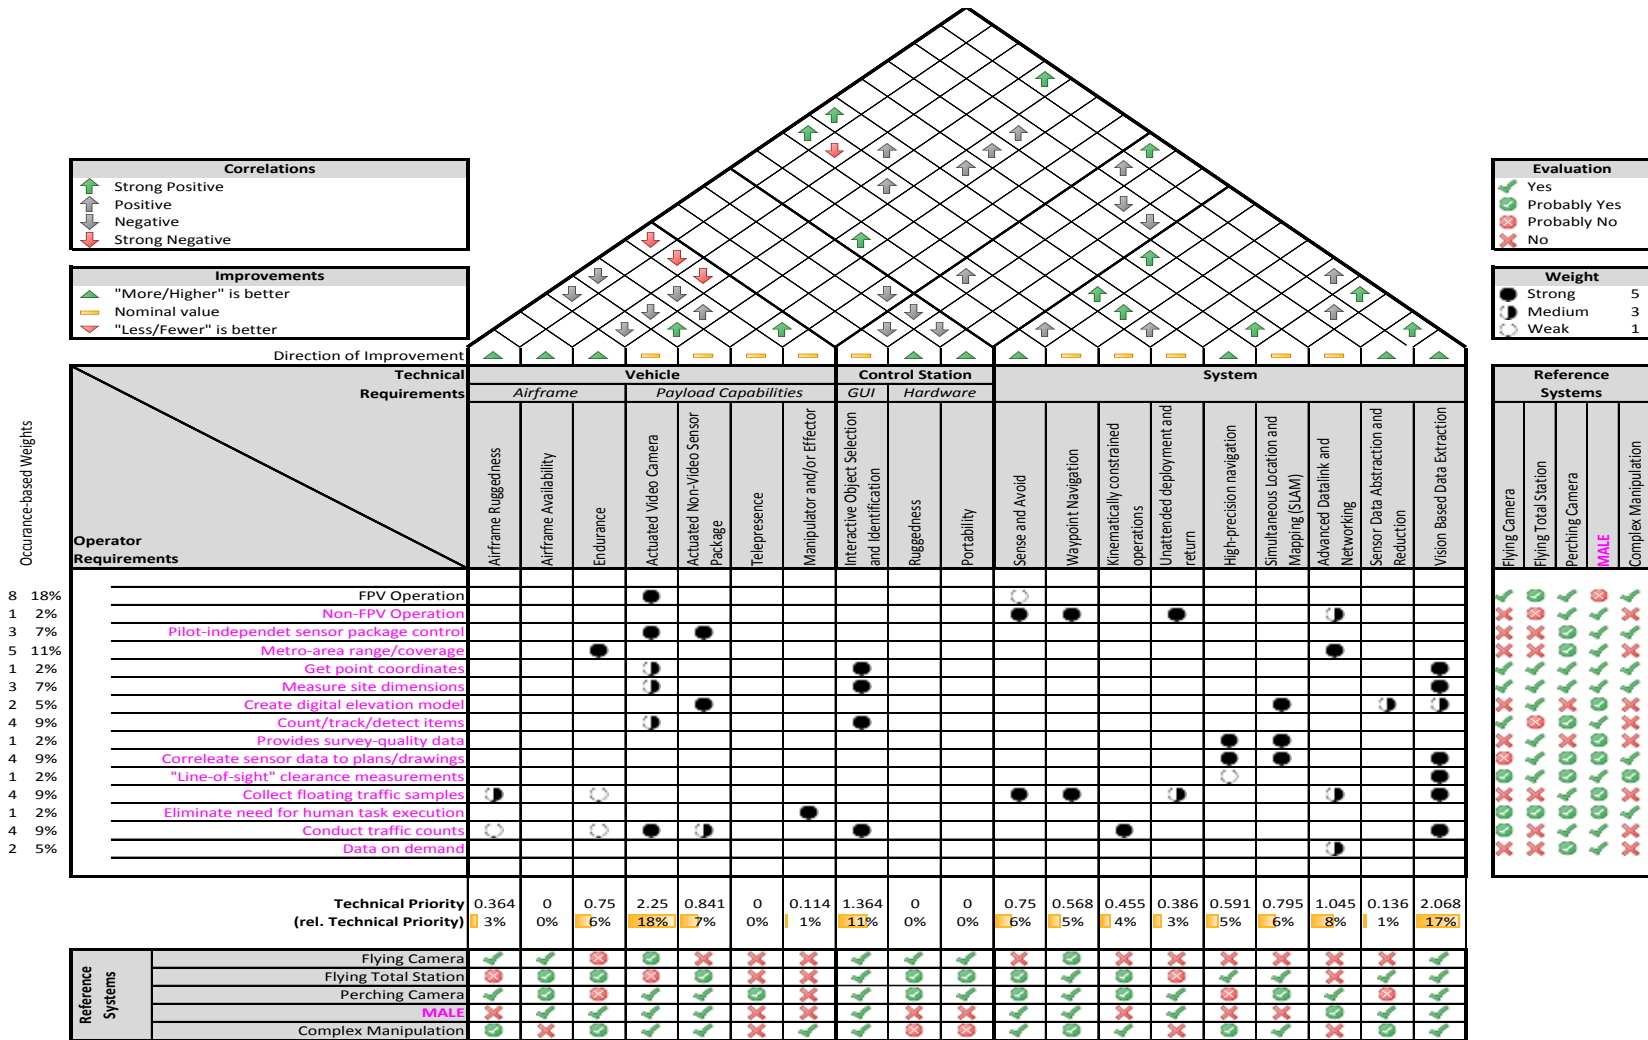 Correlations
Strong Positive
Positive
Negative
Strong Negative
Improvements
"More/Higher" is better
Nominal value
"Less/Fewer" is better
Evaluation
Yes
Probably Yes
Probably No
No
Weight
Strong 5
Medium 3
Weak 1
Direction of Improvement
Technical
Requirements
Vehicle
Control Station
System
Airframe
Payload Capabilities
GUI
Hardware
Reference
Systems
Occurance-based Weights
Operator
Requirements
Airframe Ruggedness
Airframe Availability
Endurance
Actuated Video Camera
Actuated Non-Video Sensor
Package
Telepresence
Manipulator and/or Effector
Interactive Object Selection
and Identification
Ruggedness
Portability
Sense and Avoid
Waypoint Navigation
Kinematically constrained
operations
Unattended deployment and
return
High-precision navigation
Simultaneous Location and
Mapping (SLAM)
Advanced Datalink and
Networking
Sensor Data Abstraction and
Reduction
Vision Based Data Extraction
Flying Camera
Flying Total Station
Perching Camera
MALE
Complex Manipulation
8 18% FPV Operation
1 2% Non-FPV Operation
3 7% Pilot-independet sensor package control
5 11% Metro-area range/coverage
1 2% Get point coordinates
3 7% Measure site dimensions
2 5% Create digital elevation model
4 9% Count/track/detect items
1 2% Provides survey-quality data
4 9% Correleate sensor data to plans/drawings
1 2% "Line-of-sight" clearance measurements
4 9% Collect floating traffic samples
1 2% Eliminate need for human task execution
4 9% Conduct traffic counts
2 5% Data on demand
Technical Priority 0.364 0 0.75 2.25 0.841 0 0.114 1.364 0 0 0.75 0.568 0.455 0.386 0.591 0.795 1.045 0.136 2.068
(rel. Technical Priority) 3% 0% 6% 18% 7% 0% 1% 11% 0% 0% 6% 5% 4% 3% 5% 6% 8% 1% 17%
Reference
Systems
Flying Camera
Flying Total Station
Perching Camera
MALE
Complex Manipulation